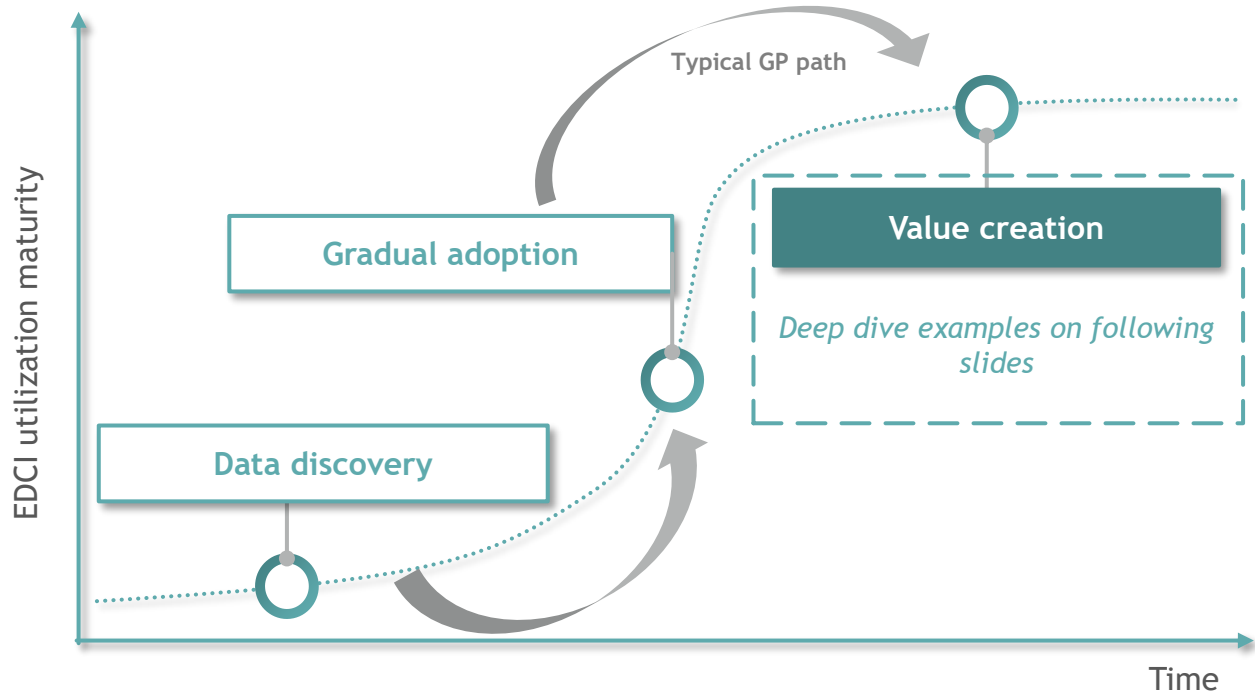 Typical GP path
Value creation
Gradual adoption
Deep dive examples on following
slides
Data discovery
EDCI utilization maturity
Time